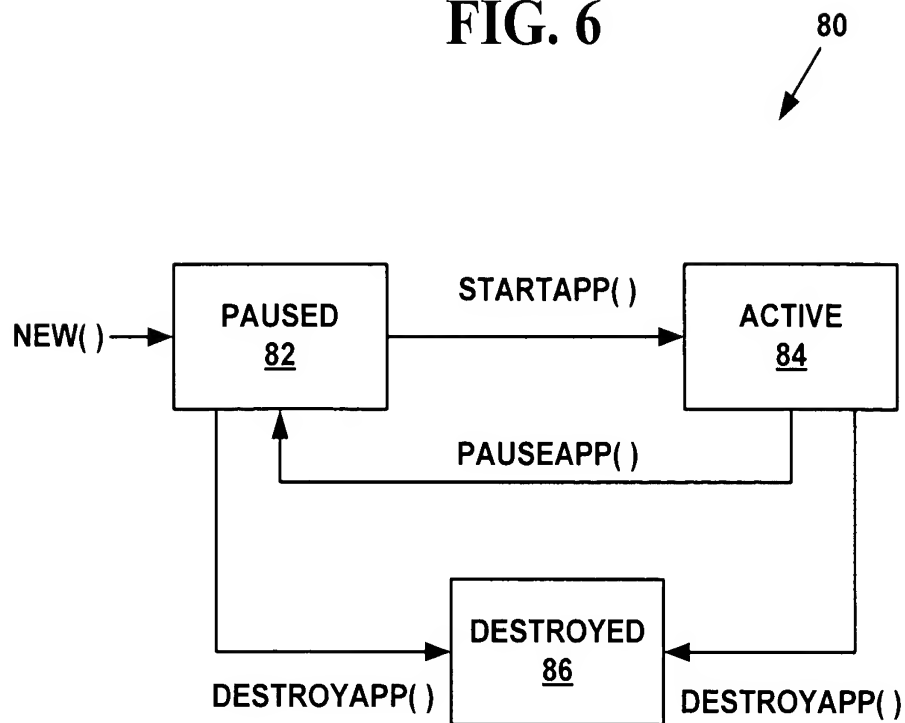 FIG. 6
80
STARTAPP( )
PAUSED
82
ACTIVE
84
NEW( )
PAUSEAPP( )
DESTROYED
86
DESTROYAPP( )
DESTROYAPP( )